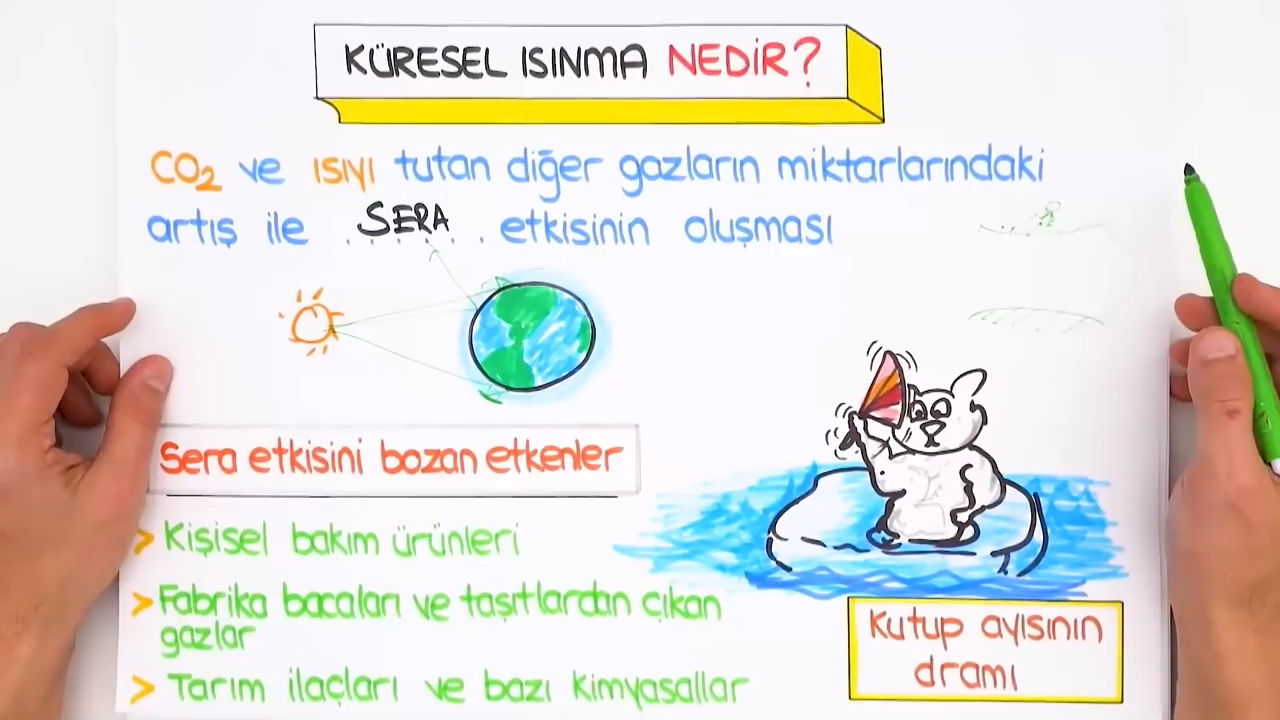 KÜRESEL ISINMA NEDİR?
CO2 ve ısıyı tutan diğer gazların miktarlarındaki
artış ile ..SERA.. etkisinin oluşması
Sera etkisini bozan etkenler
> Kişisel bakım ürünleri
> Fabrika bacaları ve taşıtlardan çıkan
gazlar
> Tarım ilaçları ve bazı kimyasallar
Kutup ayısının
dramı